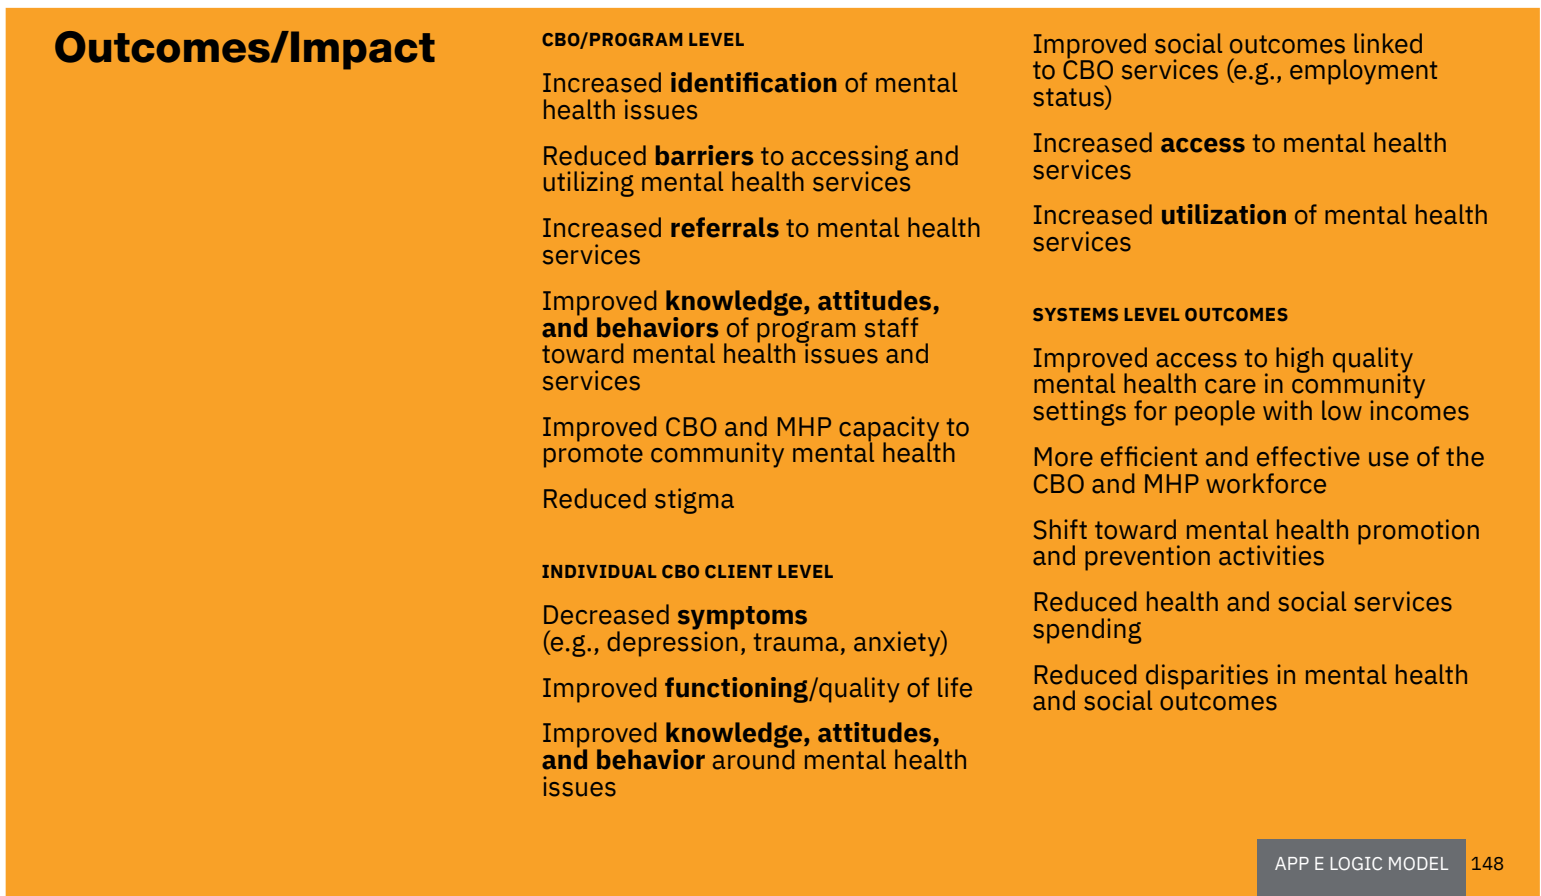 Outcomes/Impact
CBO/PROGRAM LEVEL
Increased identification of mental
health issues
Reduced barriers to accessing and
utilizing mental health services
Increased referrals to mental health
services
Improved knowledge, attitudes,
and behaviors of program staff
toward mental health issues and
services
Improved CBO and MHP capacity to
promote community mental health
Reduced stigma
INDIVIDUAL CBO CLIENT LEVEL
Decreased symptoms
(e.g., depression, trauma, anxiety)
Improved functioning/quality of life
Improved knowledge, attitudes,
and behavior around mental health
issues
Improved social outcomes linked
to CBO services (e.g., employment
status)
Increased access to mental health
services
Increased utilization of mental health
services
SYSTEMS LEVEL OUTCOMES
Improved access to high quality
mental health care in community
settings for people with low incomes
More efficient and effective use of the
CBO and MHP workforce
Shift toward mental health promotion
and prevention activities
Reduced health and social services
spending
Reduced disparities in mental health
and social outcomes
APP E LOGIC MODEL 148